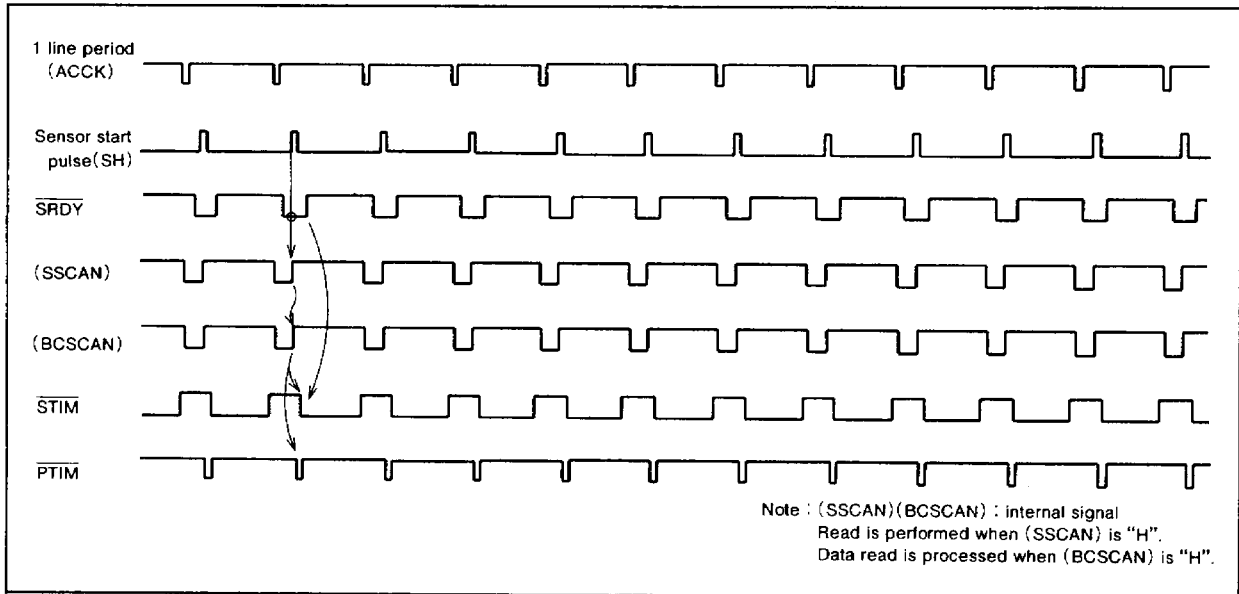 1 line period
(ACCK)
Sensor start
pulse(SH)
SRDY
(SSCAN)
(BCSCAN)
STIM
PTIM
Note : (SSCAN)(BCSCAN) : internal signal
Read is performed when (SSCAN) is “H”.
Data read is processed when (BCSCAN) is “H”.